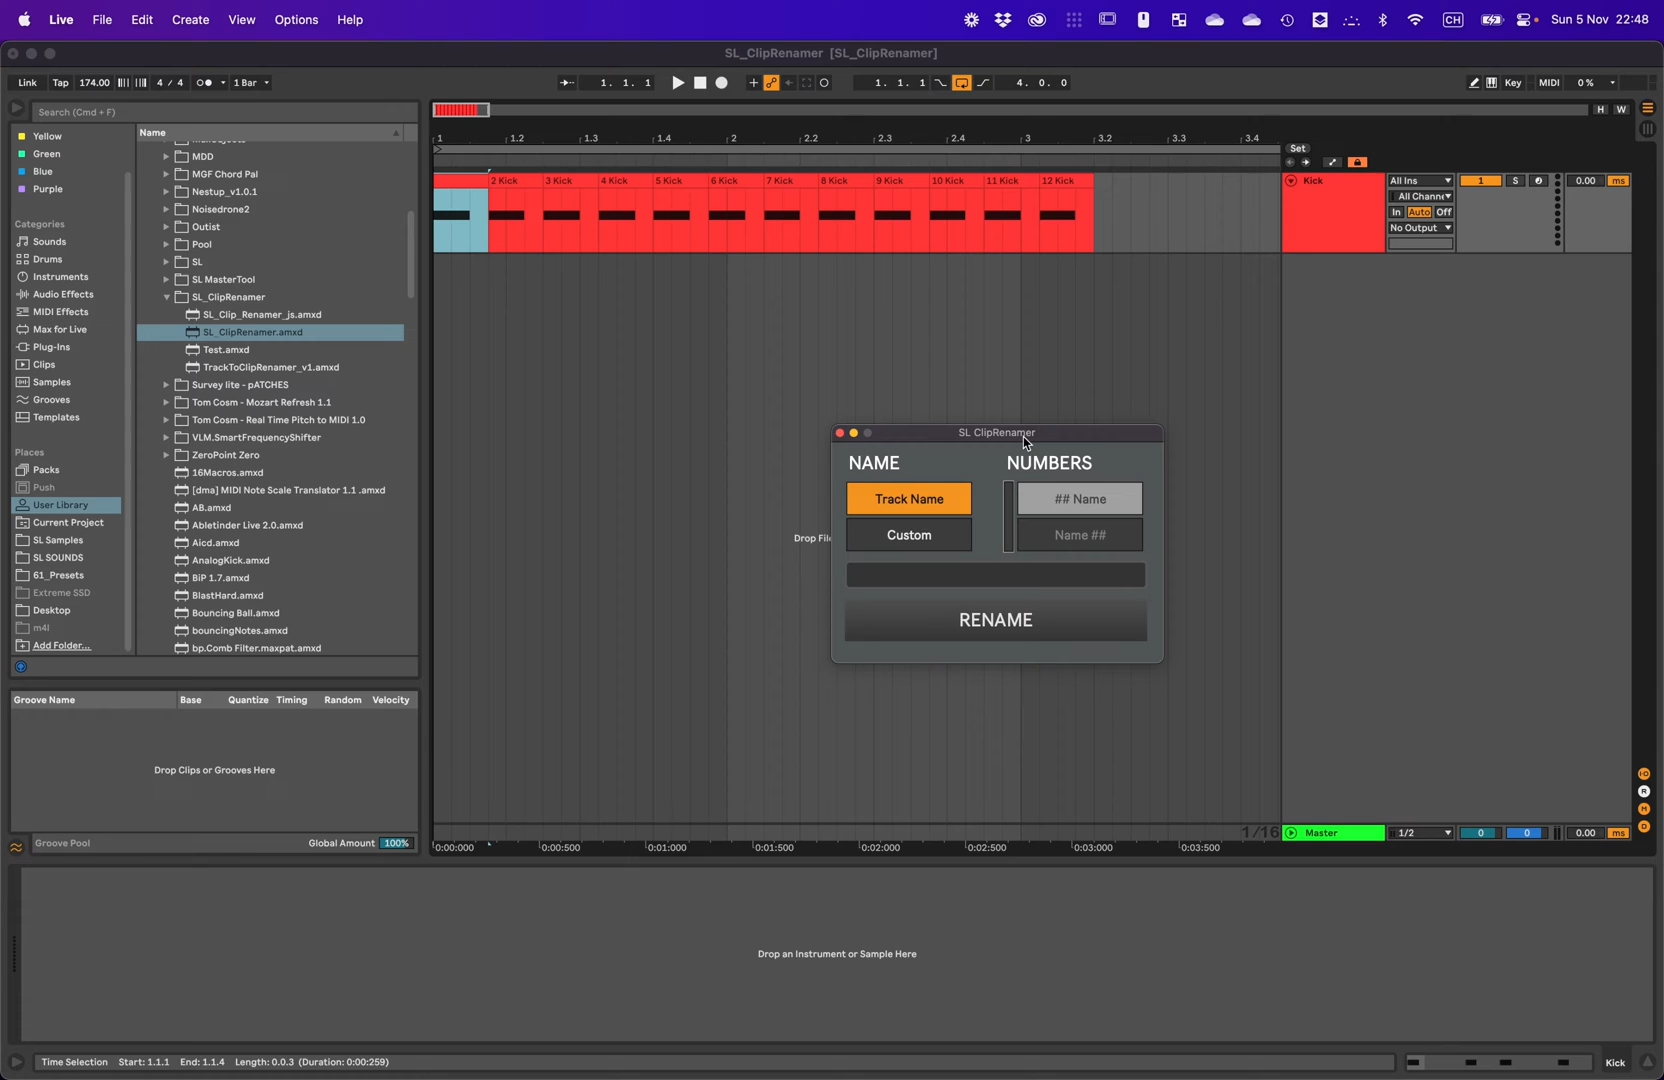 Live File Edit Create View Options Help CH Sun 5 Nov 22:48
SL_ClipRenamer [SL_ClipRenamer]
Link Tap 174.00 4 / 4 1 Bar 1. 1. 1 1. 1. 1 4. 0. 0 Key MIDI 0 %
Search (Cmd + F)
H W
Yellow
Green
Blue
Purple
Categories
Sounds
Drums
Instruments
Audio Effects
MIDI Effects
Max for Live
Plug-Ins
Clips
Samples
Grooves
Templates
Places
Packs
Push
User Library
Current Project
SL Samples
SL SOUNDS
61_Presets
Extreme SSD
Desktop
m4l
Add Folder...
Name
MDD
MGF Chord Pal
Nestup_v1.0.1
Noisedrone2
Outist
Pool
SL
SL MasterTool
SL_ClipRenamer
SL_Clip_Renamer_js.amxd
SL_ClipRenamer.amxd
Test.amxd
TrackToClipRenamer_v1.amxd
Survey lite - pATCHES
Tom Cosm - Mozart Refresh 1.1
Tom Cosm - Real Time Pitch to MIDI 1.0
VLM.SmartFrequencyShifter
ZeroPoint Zero
16Macros.amxd
[dma] MIDI Note Scale Translator 1.1 .amxd
AB.amxd
Abletinder Live 2.0.amxd
Aicd.amxd
AnalogKick.amxd
BiP 1.7.amxd
BlastHard.amxd
Bouncing Ball.amxd
bouncingNotes.amxd
bp.Comb Filter.maxpat.amxd
1 1.2 1.3 1.4 2 2.2 2.3 2.4 3 3.2 3.3 3.4
Set
2 Kick 3 Kick 4 Kick 5 Kick 6 Kick 7 Kick 8 Kick 9 Kick 10 Kick 11 Kick 12 Kick
Kick All Ins 1 S 0.00 ms
All Channe
In Auto Off
No Output
Drop File
SL ClipRenamer
NAME NUMBERS
Track Name ## Name
Custom Name ##
RENAME
1/16 Master 1/2 0 0 0.00 ms
0:00:000 0:00:500 0:01:000 0:01:500 0:02:000 0:02:500 0:03:000 0:03:500
Groove Name Base Quantize Timing Random Velocity
Drop Clips or Grooves Here
Groove Pool Global Amount 100%
I·O
R
M
D
Drop an Instrument or Sample Here
Time Selection Start: 1.1.1 End: 1.1.4 Length: 0.0.3 (Duration: 0:00:259) Kick